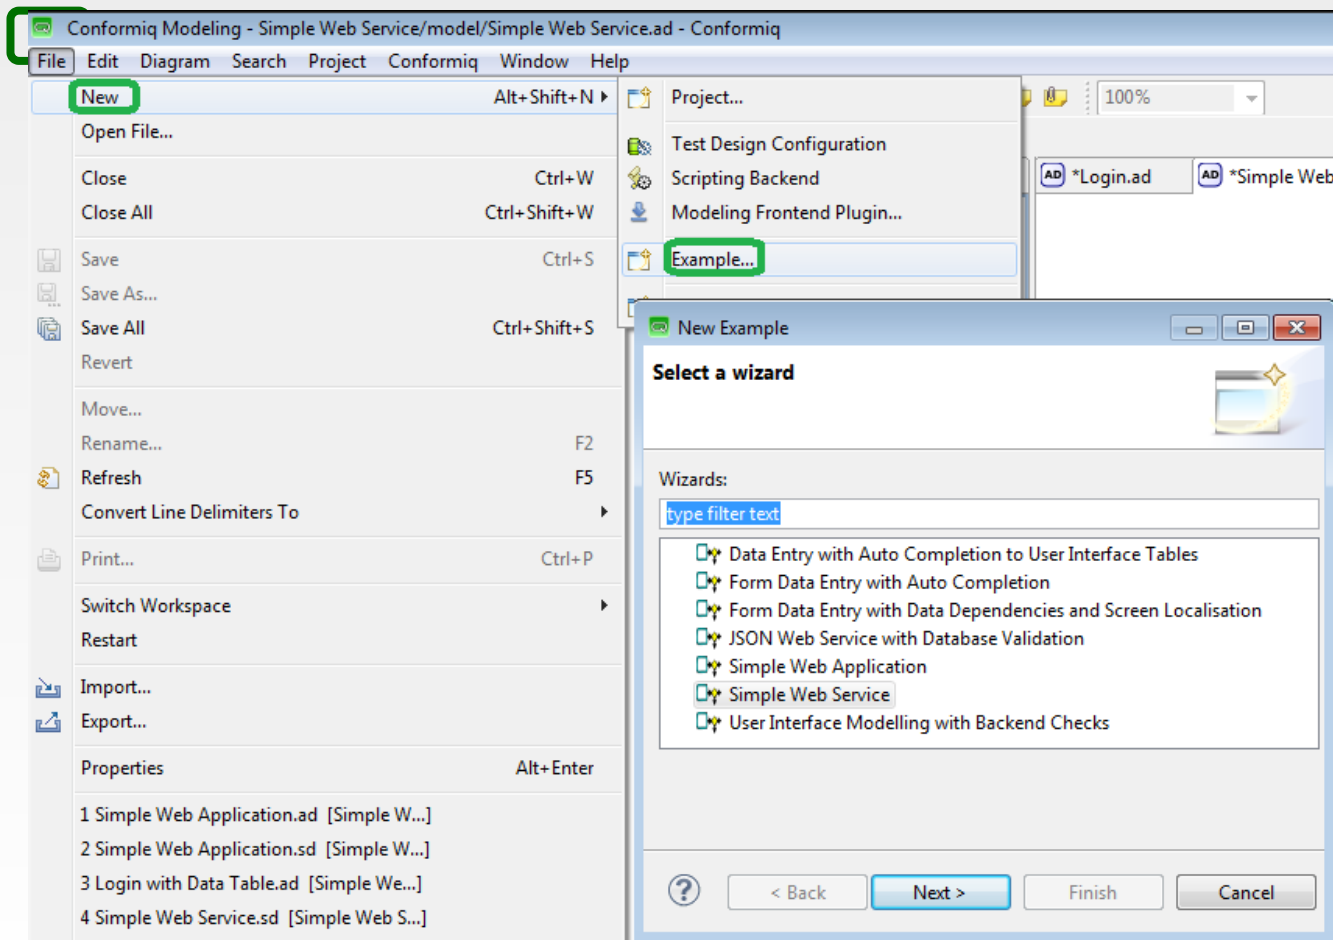 Conformiq Modeling - Simple Web Service/model/Simple Web Service.ad - Conformiq
File Edit Diagram Search Project Conformiq Window Help
New Alt+Shift+N
Open File...
Close Ctrl+W
Close All Ctrl+Shift+W
Save Ctrl+S
Save As...
Save All Ctrl+Shift+S
Revert
Move...
Rename... F2
Refresh F5
Convert Line Delimiters To
Print... Ctrl+P
Switch Workspace
Restart
Import...
Export...
Properties Alt+Enter
1 Simple Web Application.ad [Simple W...]
2 Simple Web Application.sd [Simple W...]
3 Login with Data Table.ad [Simple We...]
4 Simple Web Service.sd [Simple Web S...]
Project...
Test Design Configuration
Scripting Backend
Modeling Frontend Plugin...
Example...
100%
AD *Login.ad
AD *Simple Web
New Example
Select a wizard
Wizards:
type filter text
Data Entry with Auto Completion to User Interface Tables
Form Data Entry with Auto Completion
Form Data Entry with Data Dependencies and Screen Localisation
JSON Web Service with Database Validation
Simple Web Application
Simple Web Service
User Interface Modelling with Backend Checks
? < Back Next > Finish Cancel